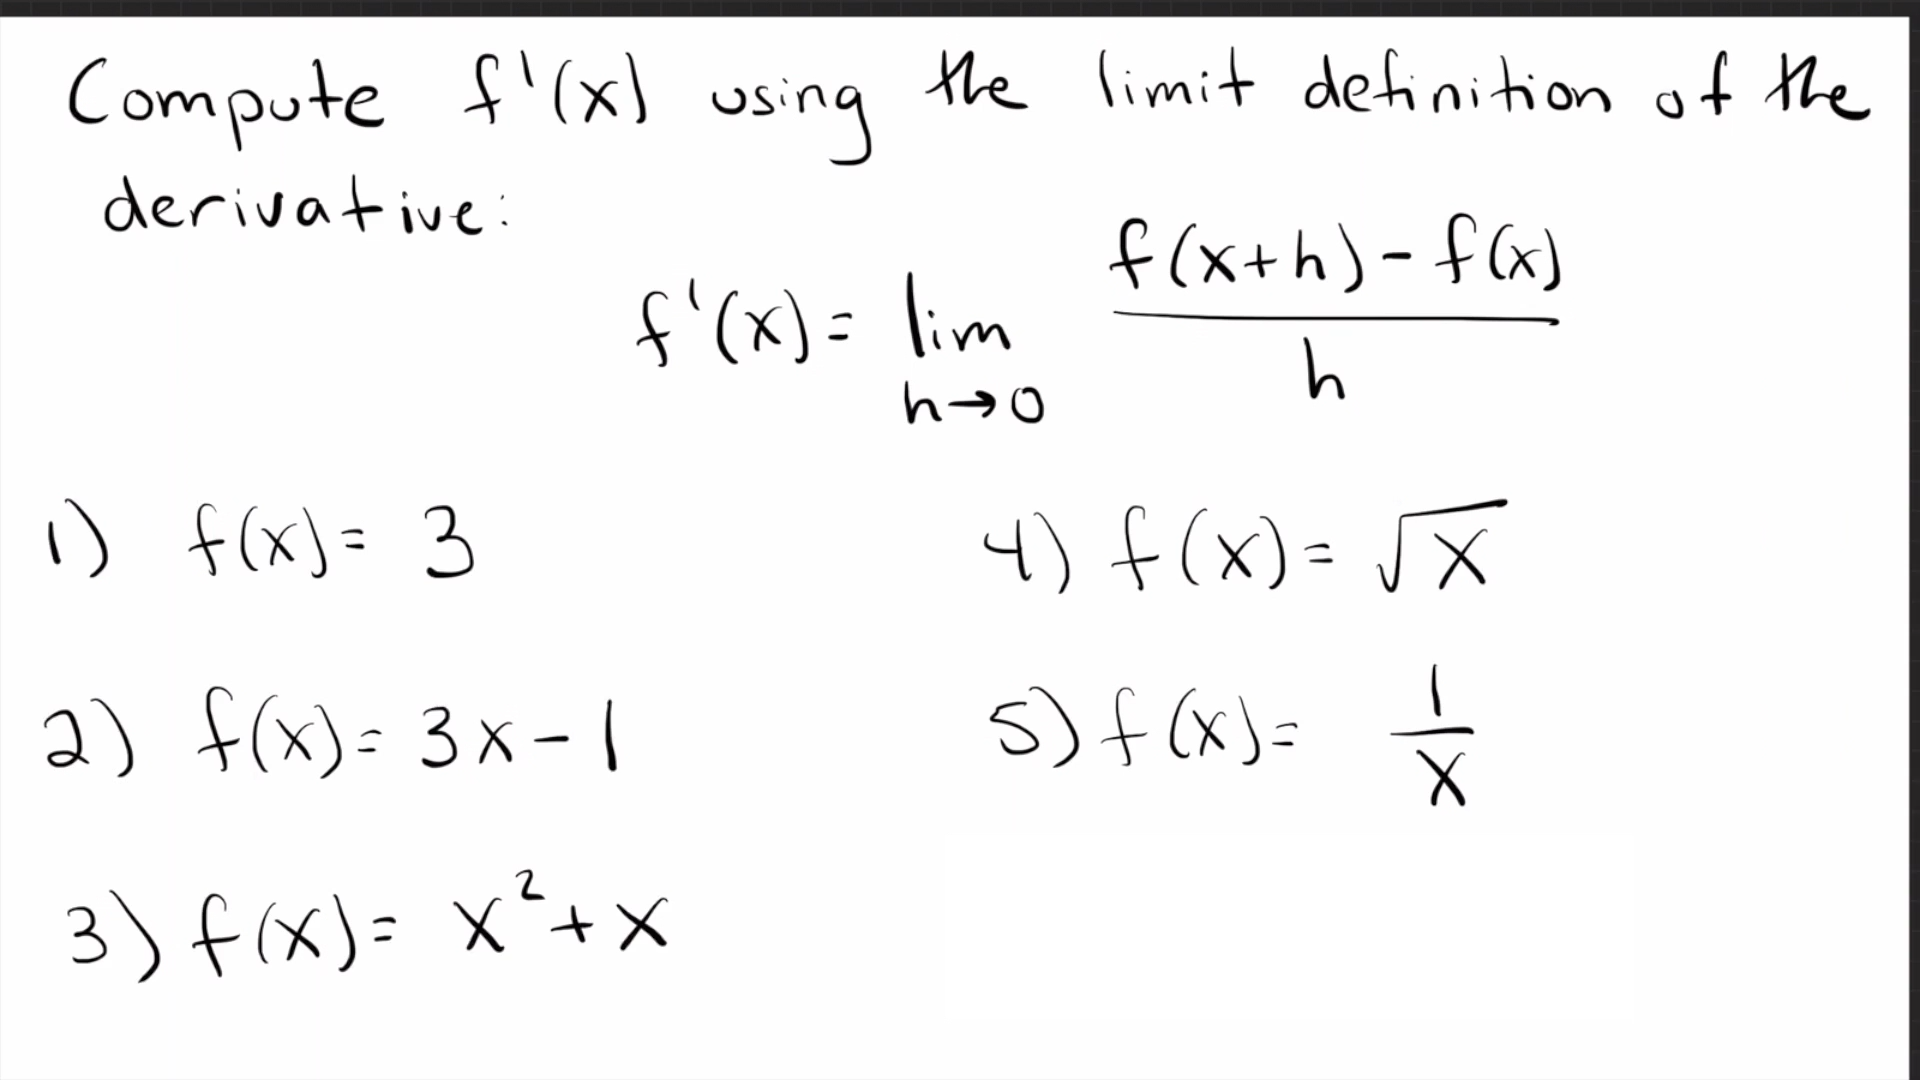 Compute f'(x) using the limit definition of the
derivative:
f'(x) = lim h→0 f(x+h) - f(x) / h
1) f(x) = 3
2) f(x) = 3x - 1
3) f(x) = x² + x
4) f(x) = √x
5) f(x) = 1/x